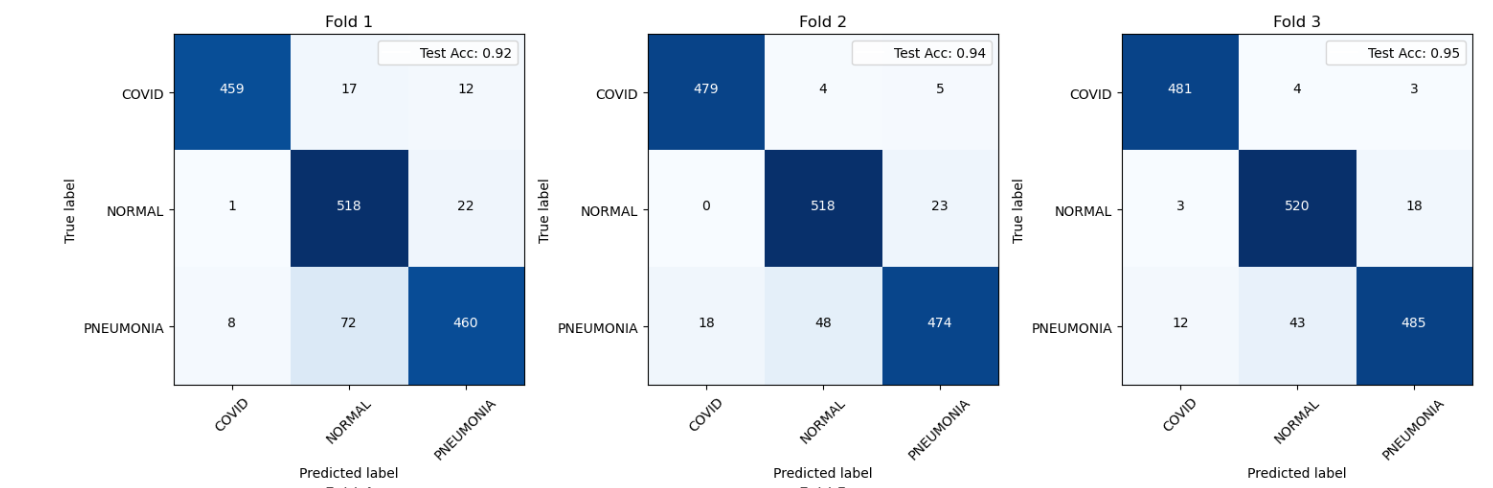 Fold 1
Test Acc: 0.92
COVID
459 17 12
NORMAL
1 518 22
PNEUMONIA
8 72 460
True label
COVID
NORMAL
PNEUMONIA
Predicted label
Fold 2
Test Acc: 0.94
COVID
479 4 5
NORMAL
0 518 23
PNEUMONIA
18 48 474
True label
COVID
NORMAL
PNEUMONIA
Predicted label
Fold 3
Test Acc: 0.95
COVID
481 4 3
NORMAL
3 520 18
PNEUMONIA
12 43 485
True label
COVID
NORMAL
PNEUMONIA
Predicted label